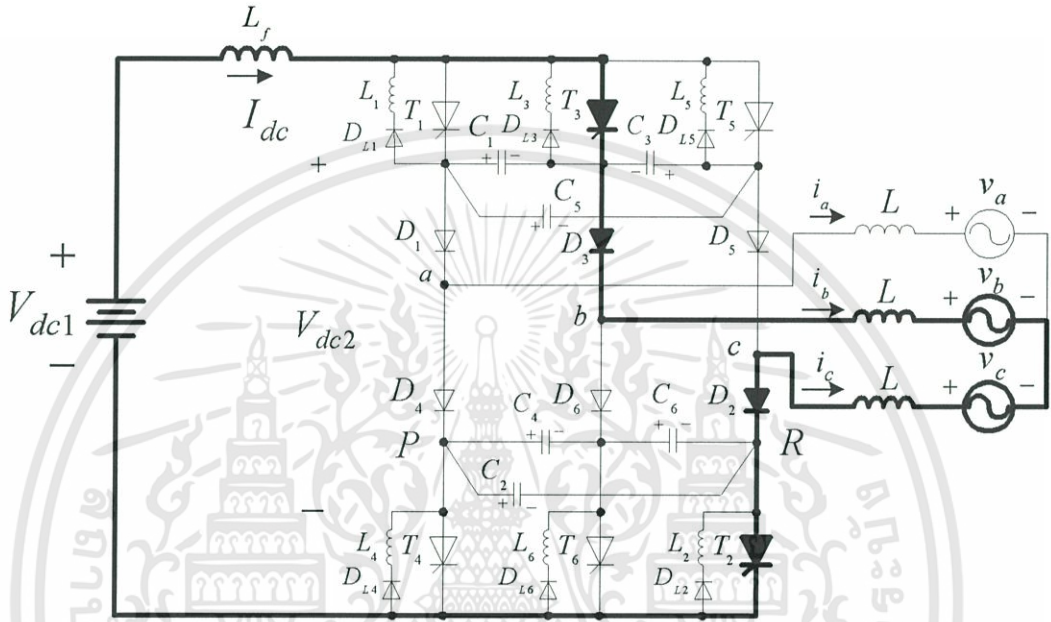 L_f
I_dc
L_1 T_1 L_3 T_3 L_5 T_5
D_L1 C_1 D_L3 C_3 D_L5
+ + - - +
C_5
+ -
D_1 D_3 D_5
i_a L + v_a -
a
+
V_dc1
-
V_dc2
b
i_b L + v_b -
c
i_c L + v_c -
D_4 D_6 D_2
C_4 C_6
P + - + - R
C_2
+ -
-
L_4 T_4 L_6 T_6 L_2 T_2
D_L4 D_L6 D_L2